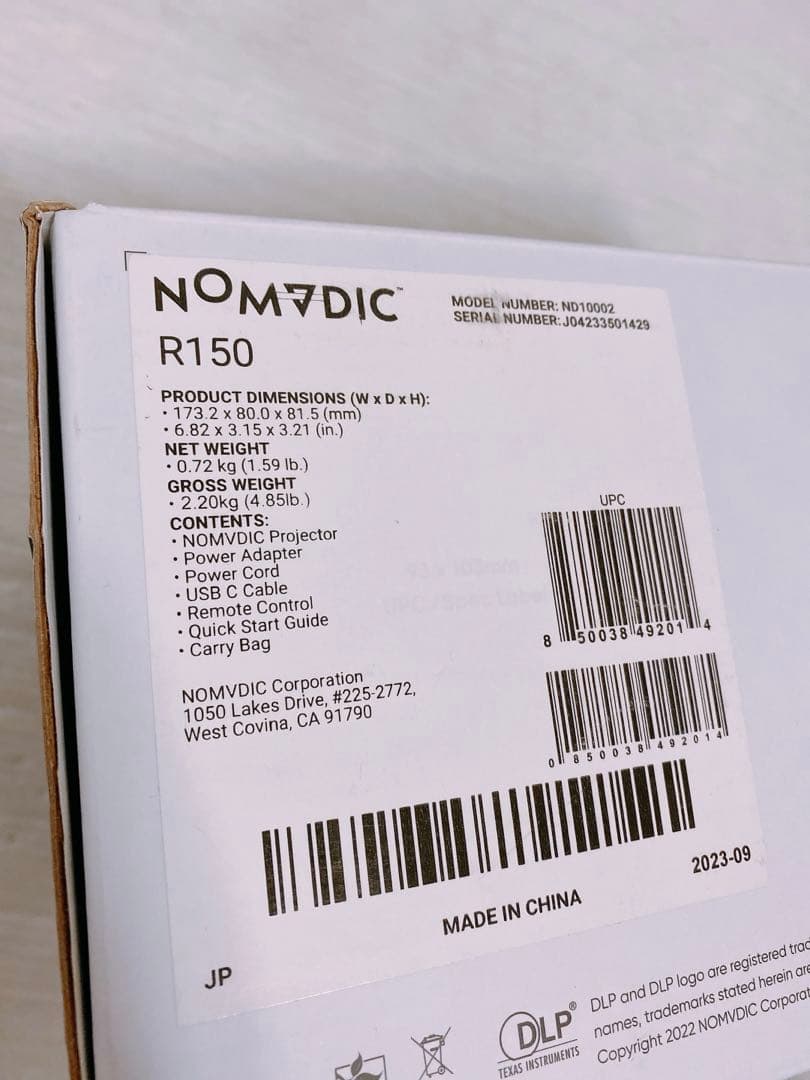 NOMVDIC™
R150
MODEL NUMBER: ND10002
SERIAL NUMBER: J04233501429
PRODUCT DIMENSIONS (W x D x H):
• 173.2 x 80.0 x 81.5 (mm)
• 6.82 x 3.15 x 3.21 (in.)
NET WEIGHT
• 0.72 kg (1.59 lb.)
GROSS WEIGHT
• 2.20kg (4.85lb.)
CONTENTS:
• NOMVDIC Projector
• Power Adapter
• Power Cord
• USB C Cable
• Remote Control
• Quick Start Guide
• Carry Bag
NOMVDIC Corporation
1050 Lakes Drive, #225-2772,
West Covina, CA 91790
UPC
8 50038 49201 4
0 850038 492014
2023-09
MADE IN CHINA
JP
DLP®
TEXAS INSTRUMENTS
DLP and DLP logo are registered
names, trademarks stated herein
Copyright 2022 NOMVDIC